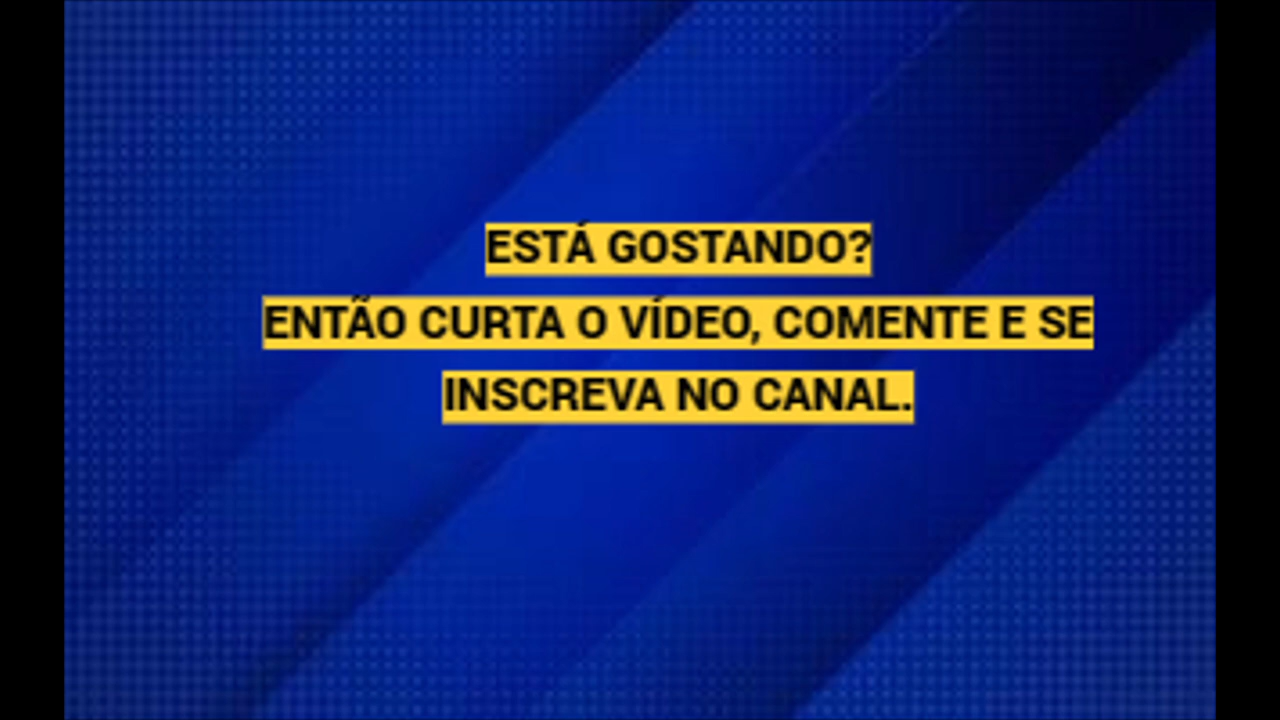 ESTÁ GOSTANDO?
ENTÃO CURTA O VÍDEO, COMENTE E SE
INSCREVA NO CANAL.